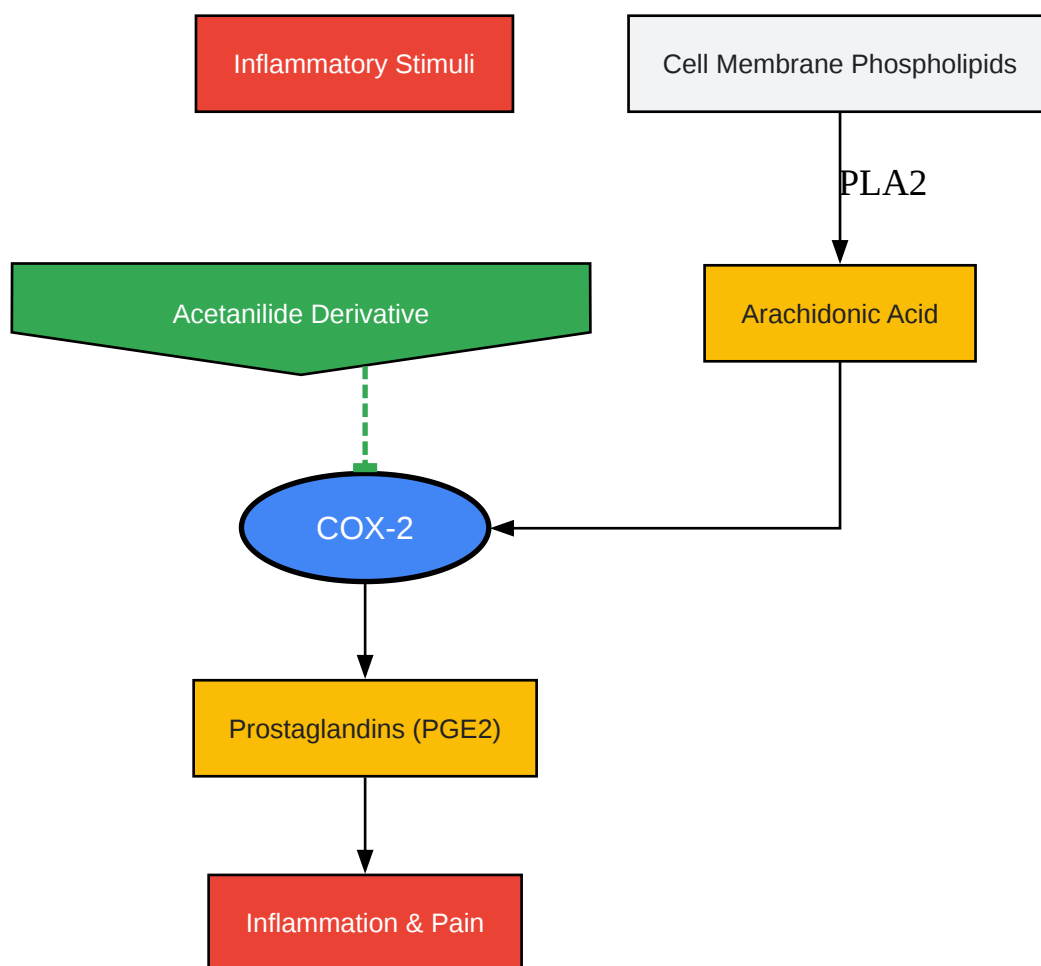 Inflammatory Stimuli
Cell Membrane Phospholipids
PLA2
Acetanilide Derivative
Arachidonic Acid
COX-2
Prostaglandins (PGE2)
Inflammation & Pain